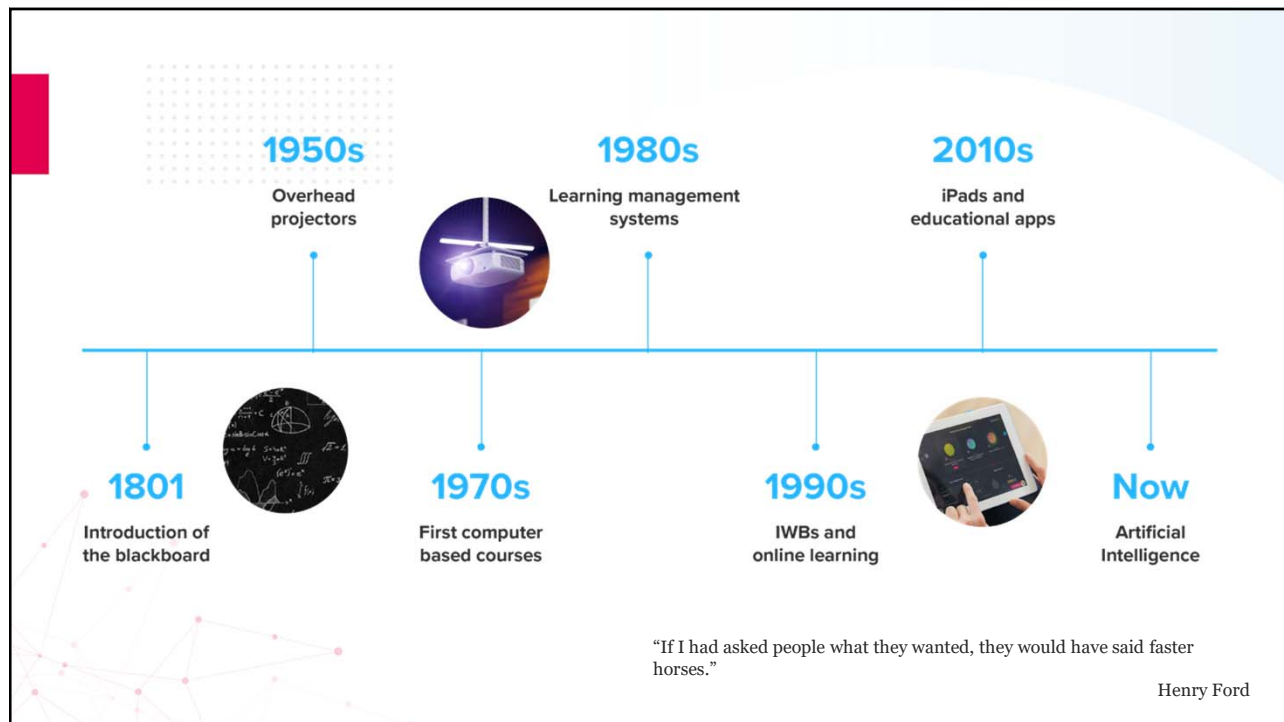 1950s
Overhead
projectors
1980s
Learning management
systems
2010s
iPads and
educational apps
1801
Introduction of
the blackboard
1970s
First computer
based courses
1990s
IWBs and
online learning
Now
Artificial
Intelligence
“If I had asked people what they wanted, they would have said faster
horses.”
Henry Ford